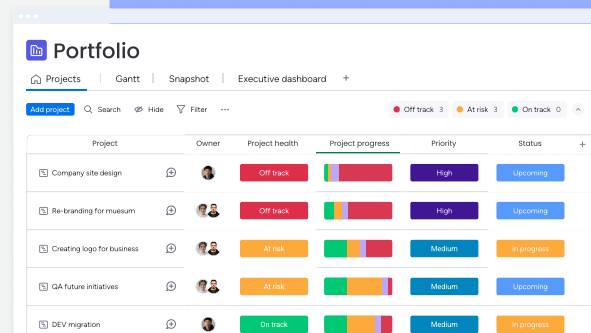 Portfolio
Projects Gantt Snapshot Executive dashboard +
Add project Search Hide Filter ... Off track 3 At risk 3 On track 0
Project Owner Project health Project progress Priority Status +
Company site design Off track High Upcoming
Re-branding for muesum Off track High Upcoming
Creating logo for business At risk Medium In progress
QA future initiatives At risk Medium Upcoming
DEV migration On track Medium In progress